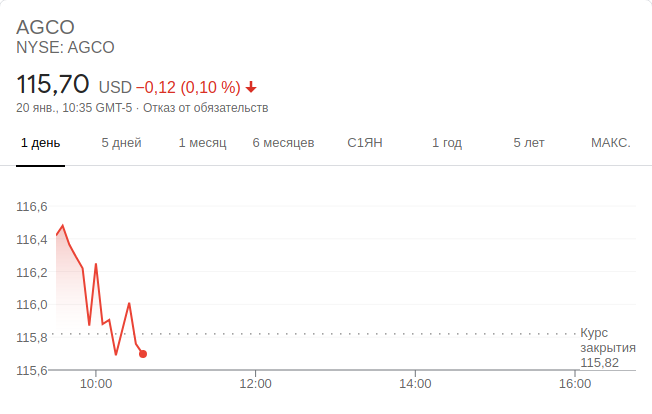 AGCO
NYSE: AGCO
115,70 USD −0,12 (0,10 %)
20 янв., 10:35 GMT-5 · Отказ от обязательств
1 день 5 дней 1 месяц 6 месяцев С1ЯН 1 год 5 лет МАКС.
116,6
116,4
116,2
116,0
115,8
115,6
Курс
закрытия
115,82
10:00 12:00 14:00 16:00